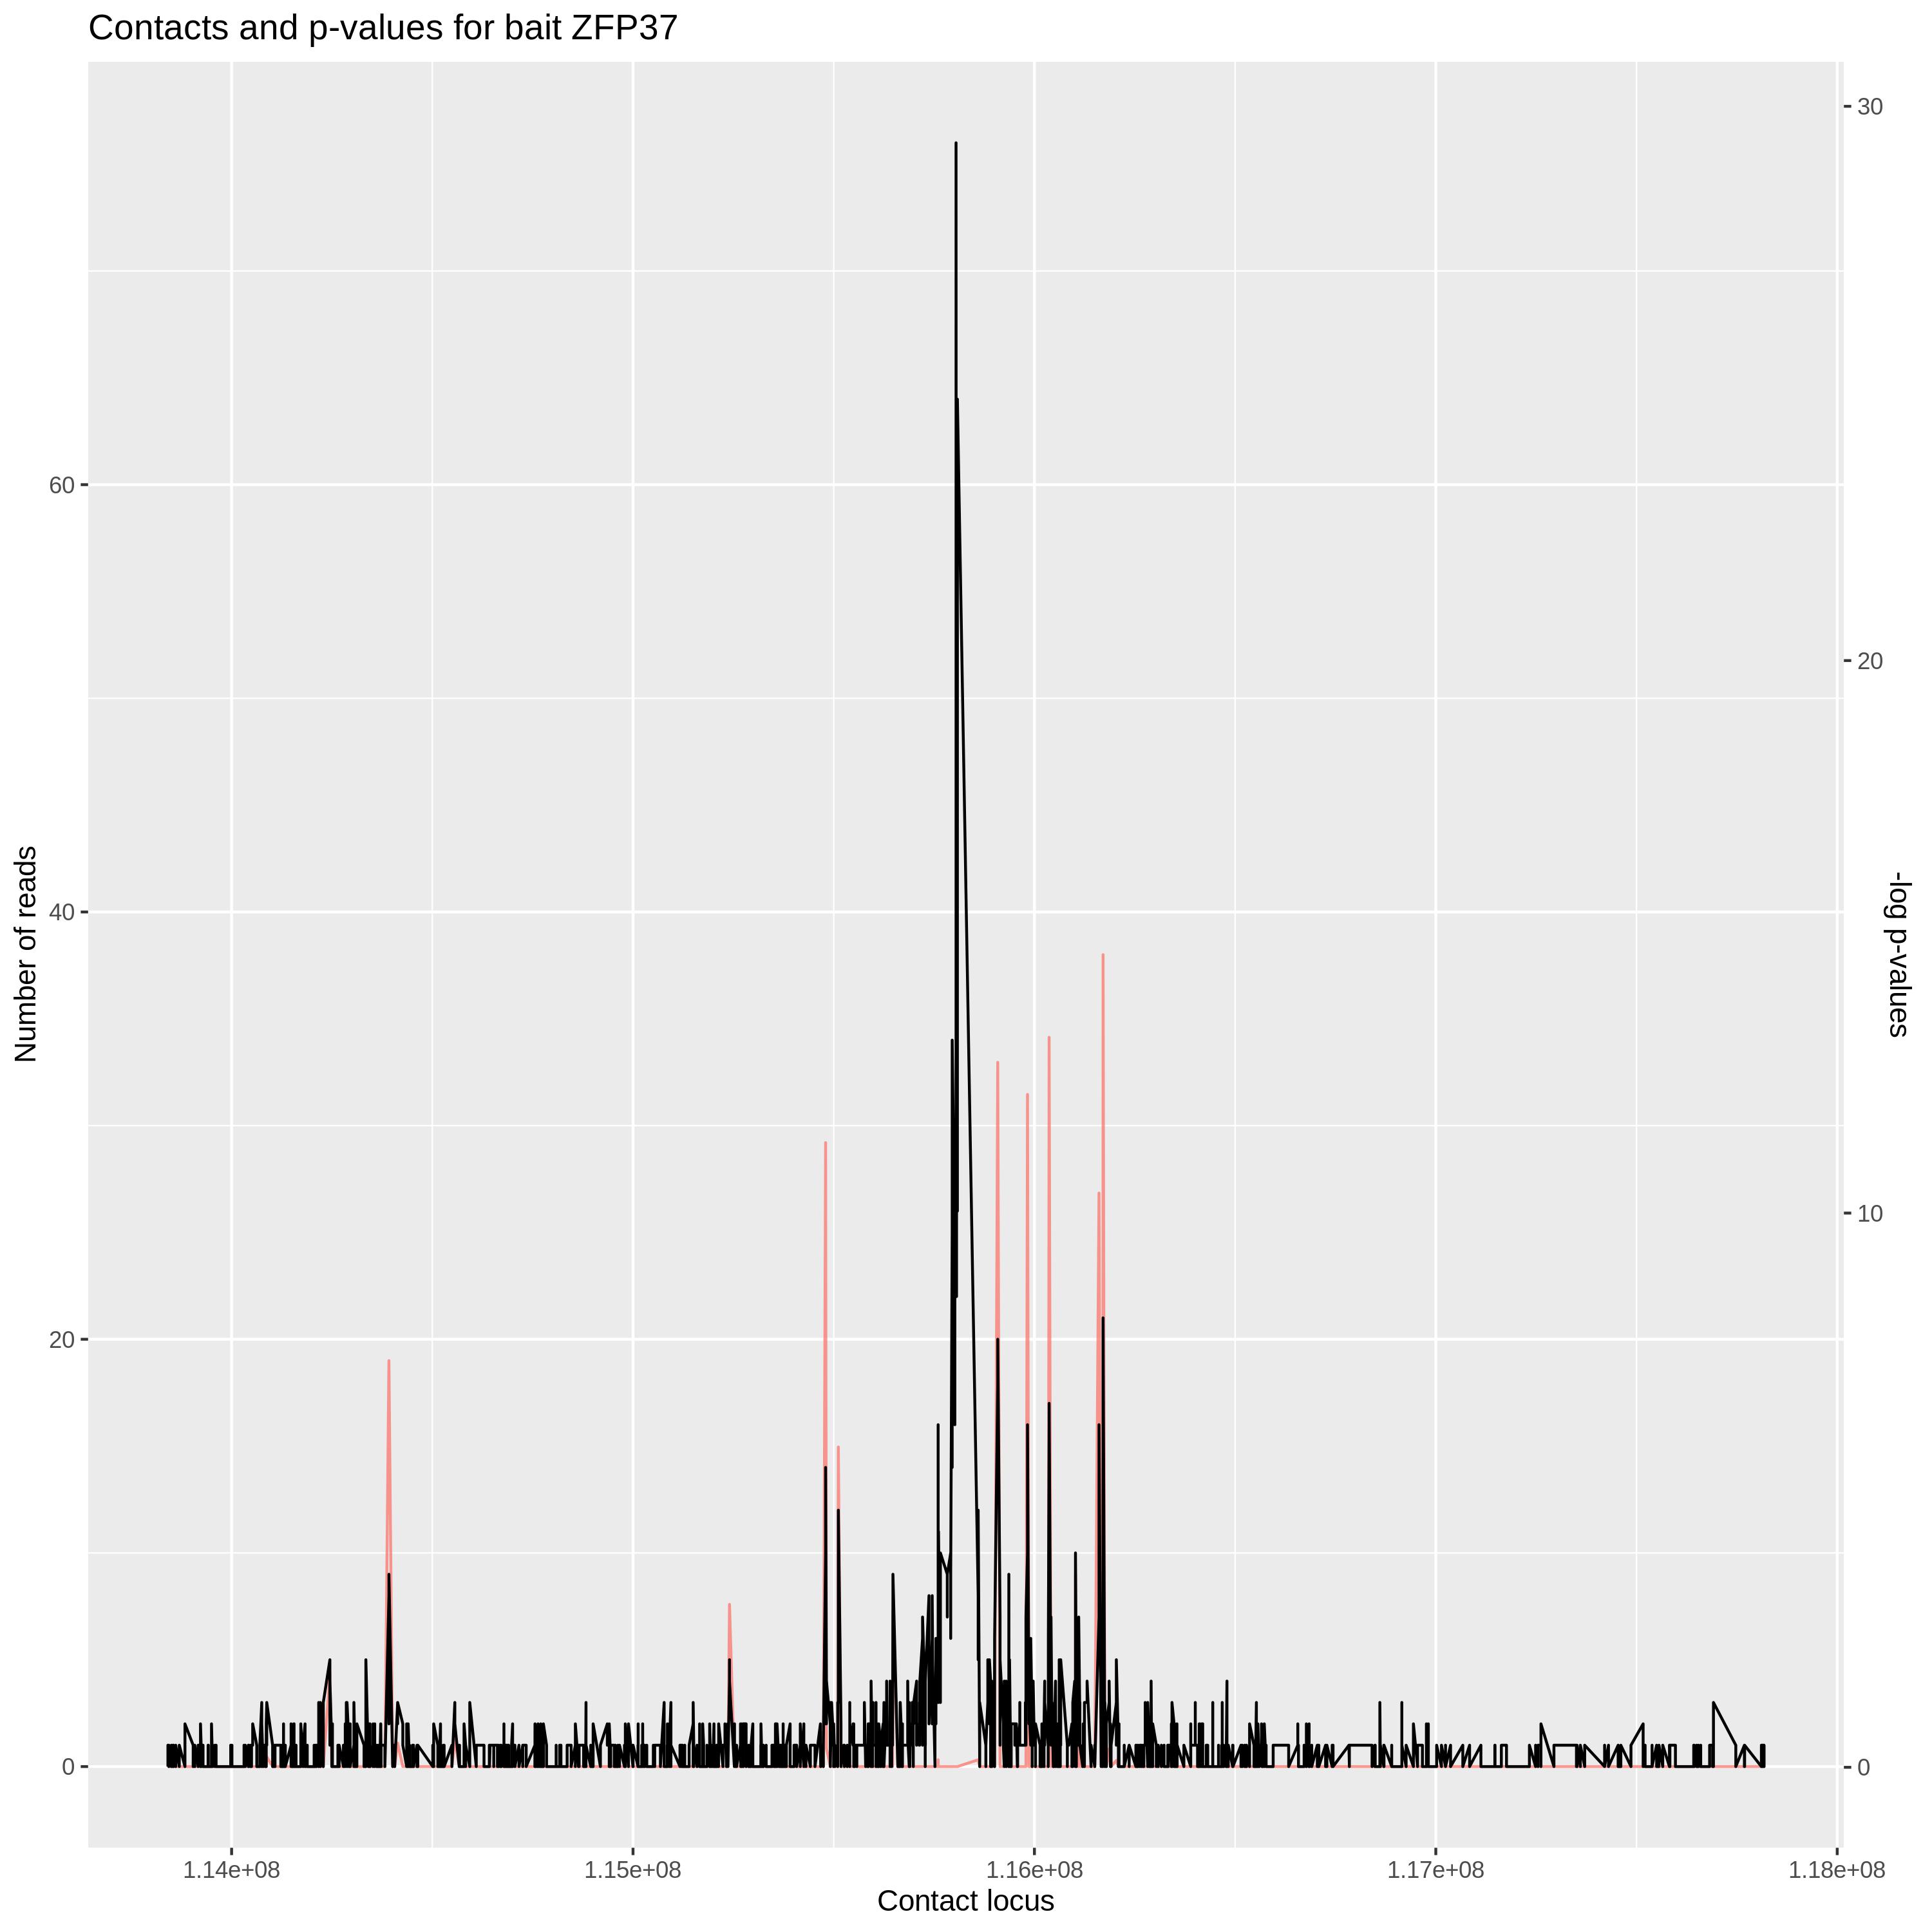 Contacts and p-values for bait ZFP37
30
60
20
40
Number of reads
-log p-values
10
20
0
0
1.14e+08 1.15e+08 1.16e+08 1.17e+08 1.18e+08
Contact locus